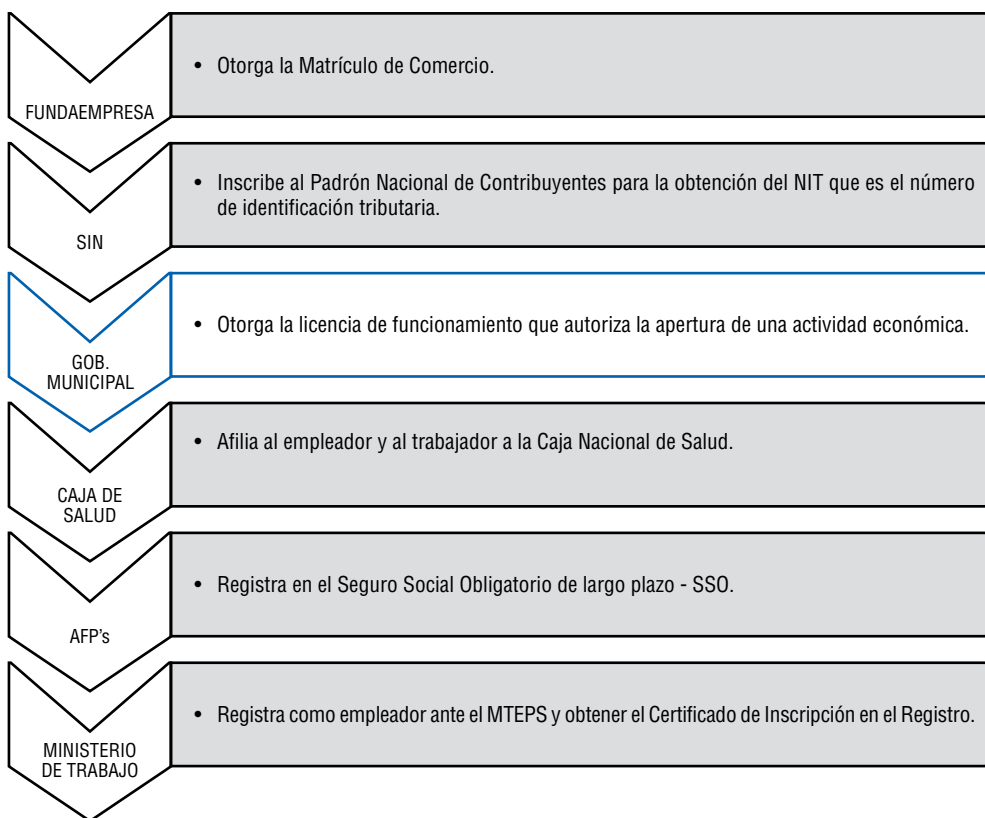 • Otorga la Matrículo de Comercio.
FUNDAEMPRESA
• Inscribe al Padrón Nacional de Contribuyentes para la obtención del NIT que es el número
de identificación tributaria.
SIN
• Otorga la licencia de funcionamiento que autoriza la apertura de una actividad económica.
GOB.
MUNICIPAL
• Afilia al empleador y al trabajador a la Caja Nacional de Salud.
CAJA DE
SALUD
• Registra en el Seguro Social Obligatorio de largo plazo - SSO.
AFP's
• Registra como empleador ante el MTEPS y obtener el Certificado de Inscripción en el Registro.
MINISTERIO
DE TRABAJO